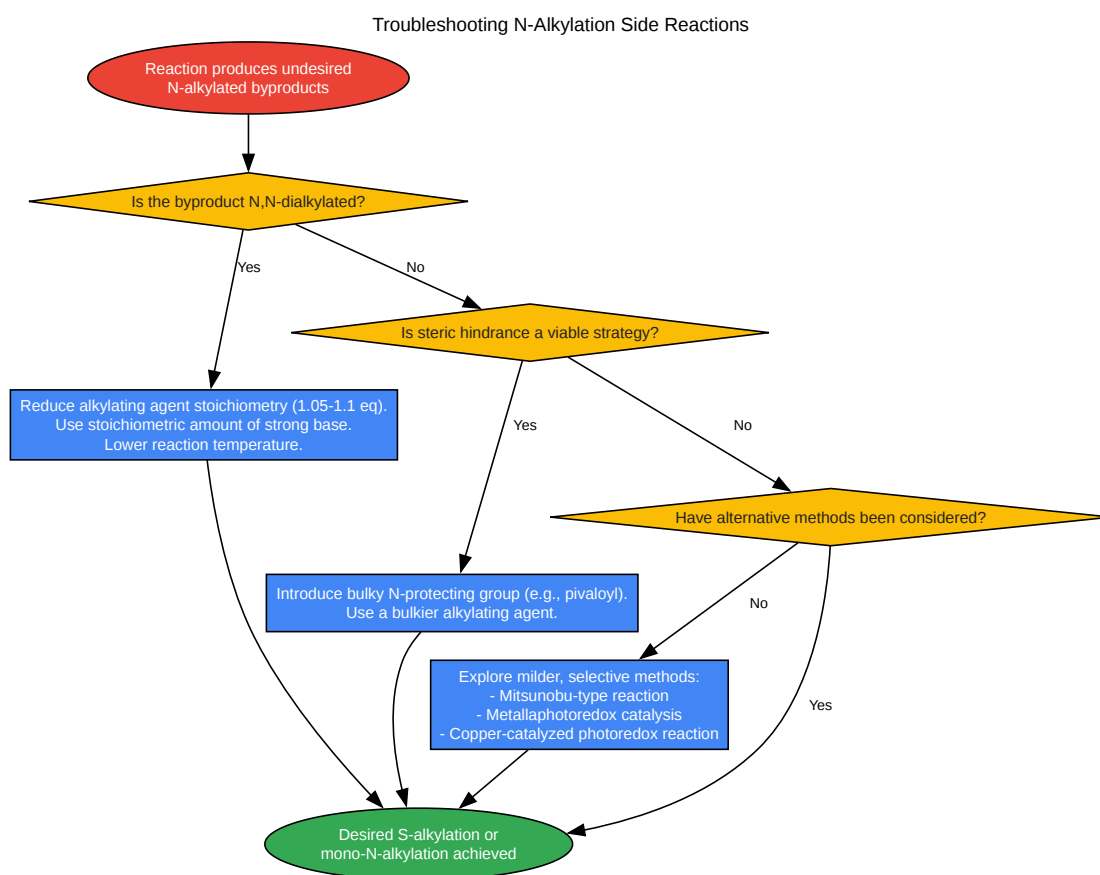 Troubleshooting N-Alkylation Side Reactions
Reaction produces undesired
N-alkylated byproducts
Is the byproduct N,N-dialkylated?
Yes
No
Is steric hindrance a viable strategy?
Reduce alkylating agent stoichiometry (1.05-1.1 eq).
Use stoichiometric amount of strong base.
Lower reaction temperature.
Yes
No
Have alternative methods been considered?
Introduce bulky N-protecting group (e.g., pivaloyl).
Use a bulkier alkylating agent.
No
Explore milder, selective methods:
- Mitsunobu-type reaction
- Metallaphotoredox catalysis
- Copper-catalyzed photoredox reaction
Yes
Desired S-alkylation or
mono-N-alkylation achieved